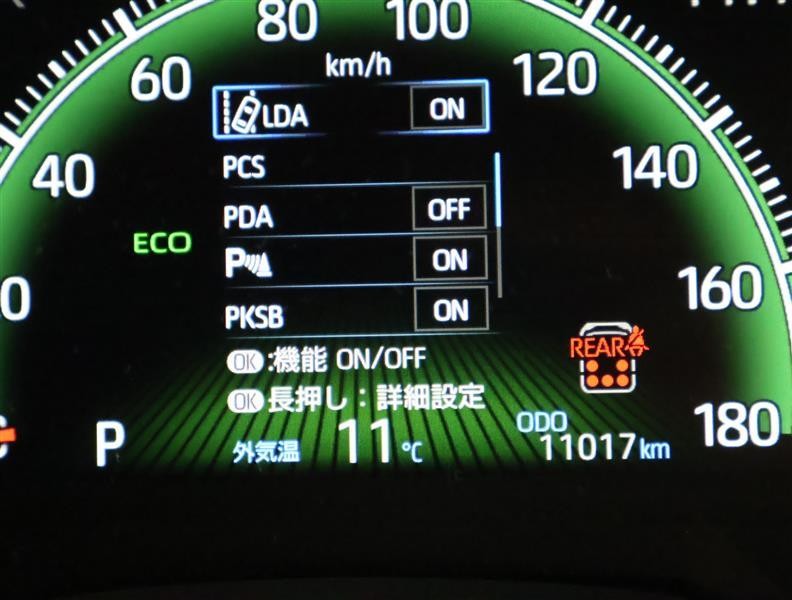 80
100
km/h
60
120
LDA ON
40
PCS
140
PDA OFF
ECO
P ON
160
PKSB ON
REAR
OK:機能 ON/OFF
OK 長押し：詳細設定
P
外気温 11℃
ODO
11017 km
180